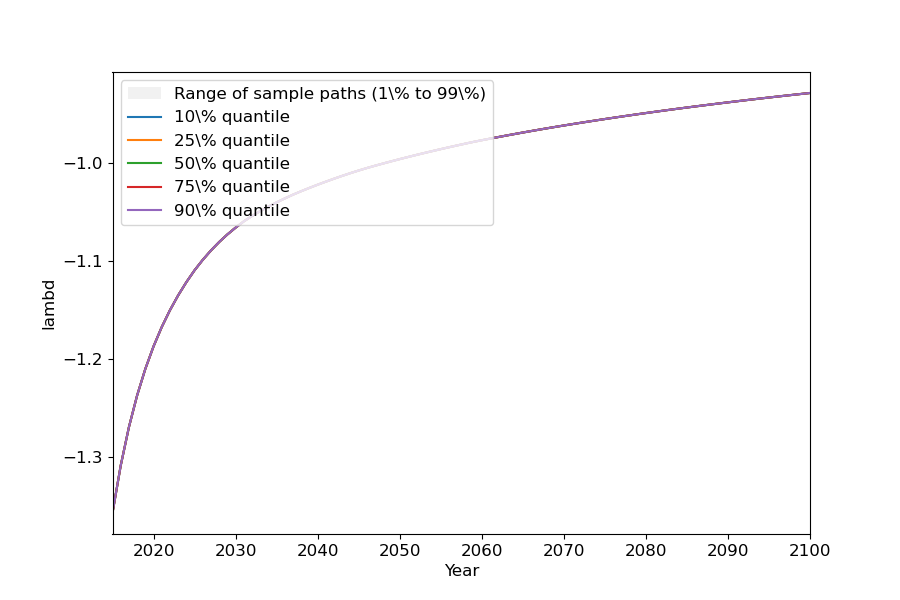 Range of sample paths (1\% to 99\%)
10\% quantile
25\% quantile
50\% quantile
75\% quantile
90\% quantile
−1.0
−1.1
−1.2
−1.3
lambd
2020 2030 2040 2050 2060 2070 2080 2090 2100
Year